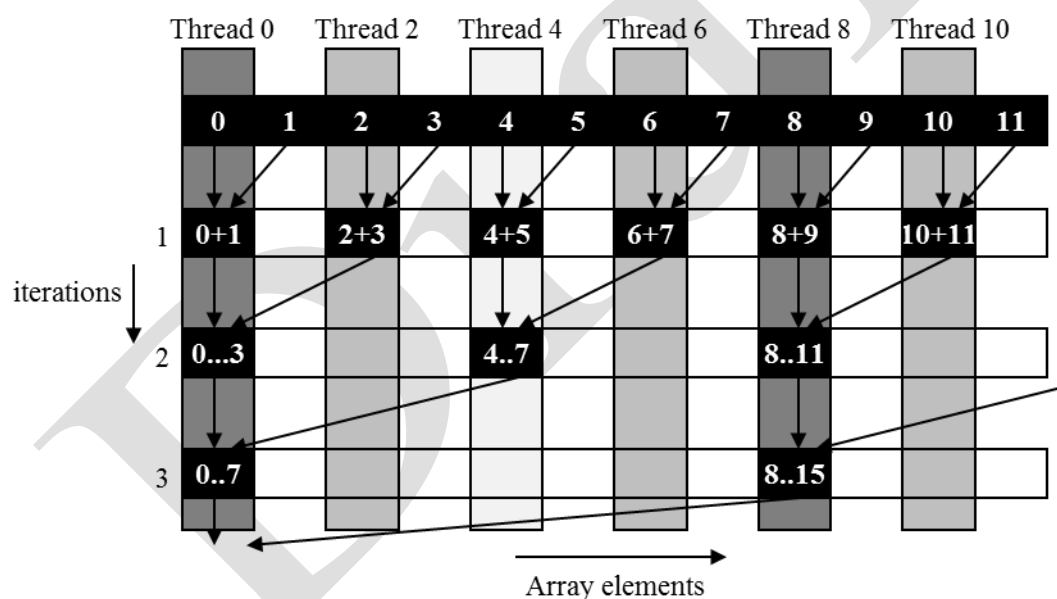 Thread 0 Thread 2 Thread 4 Thread 6 Thread 8 Thread 10
0 1 2 3 4 5 6 7 8 9 10 11
1 0+1 2+3 4+5 6+7 8+9 10+11
iterations
2 0...3 4..7 8..11
3 0..7 8..15
Array elements